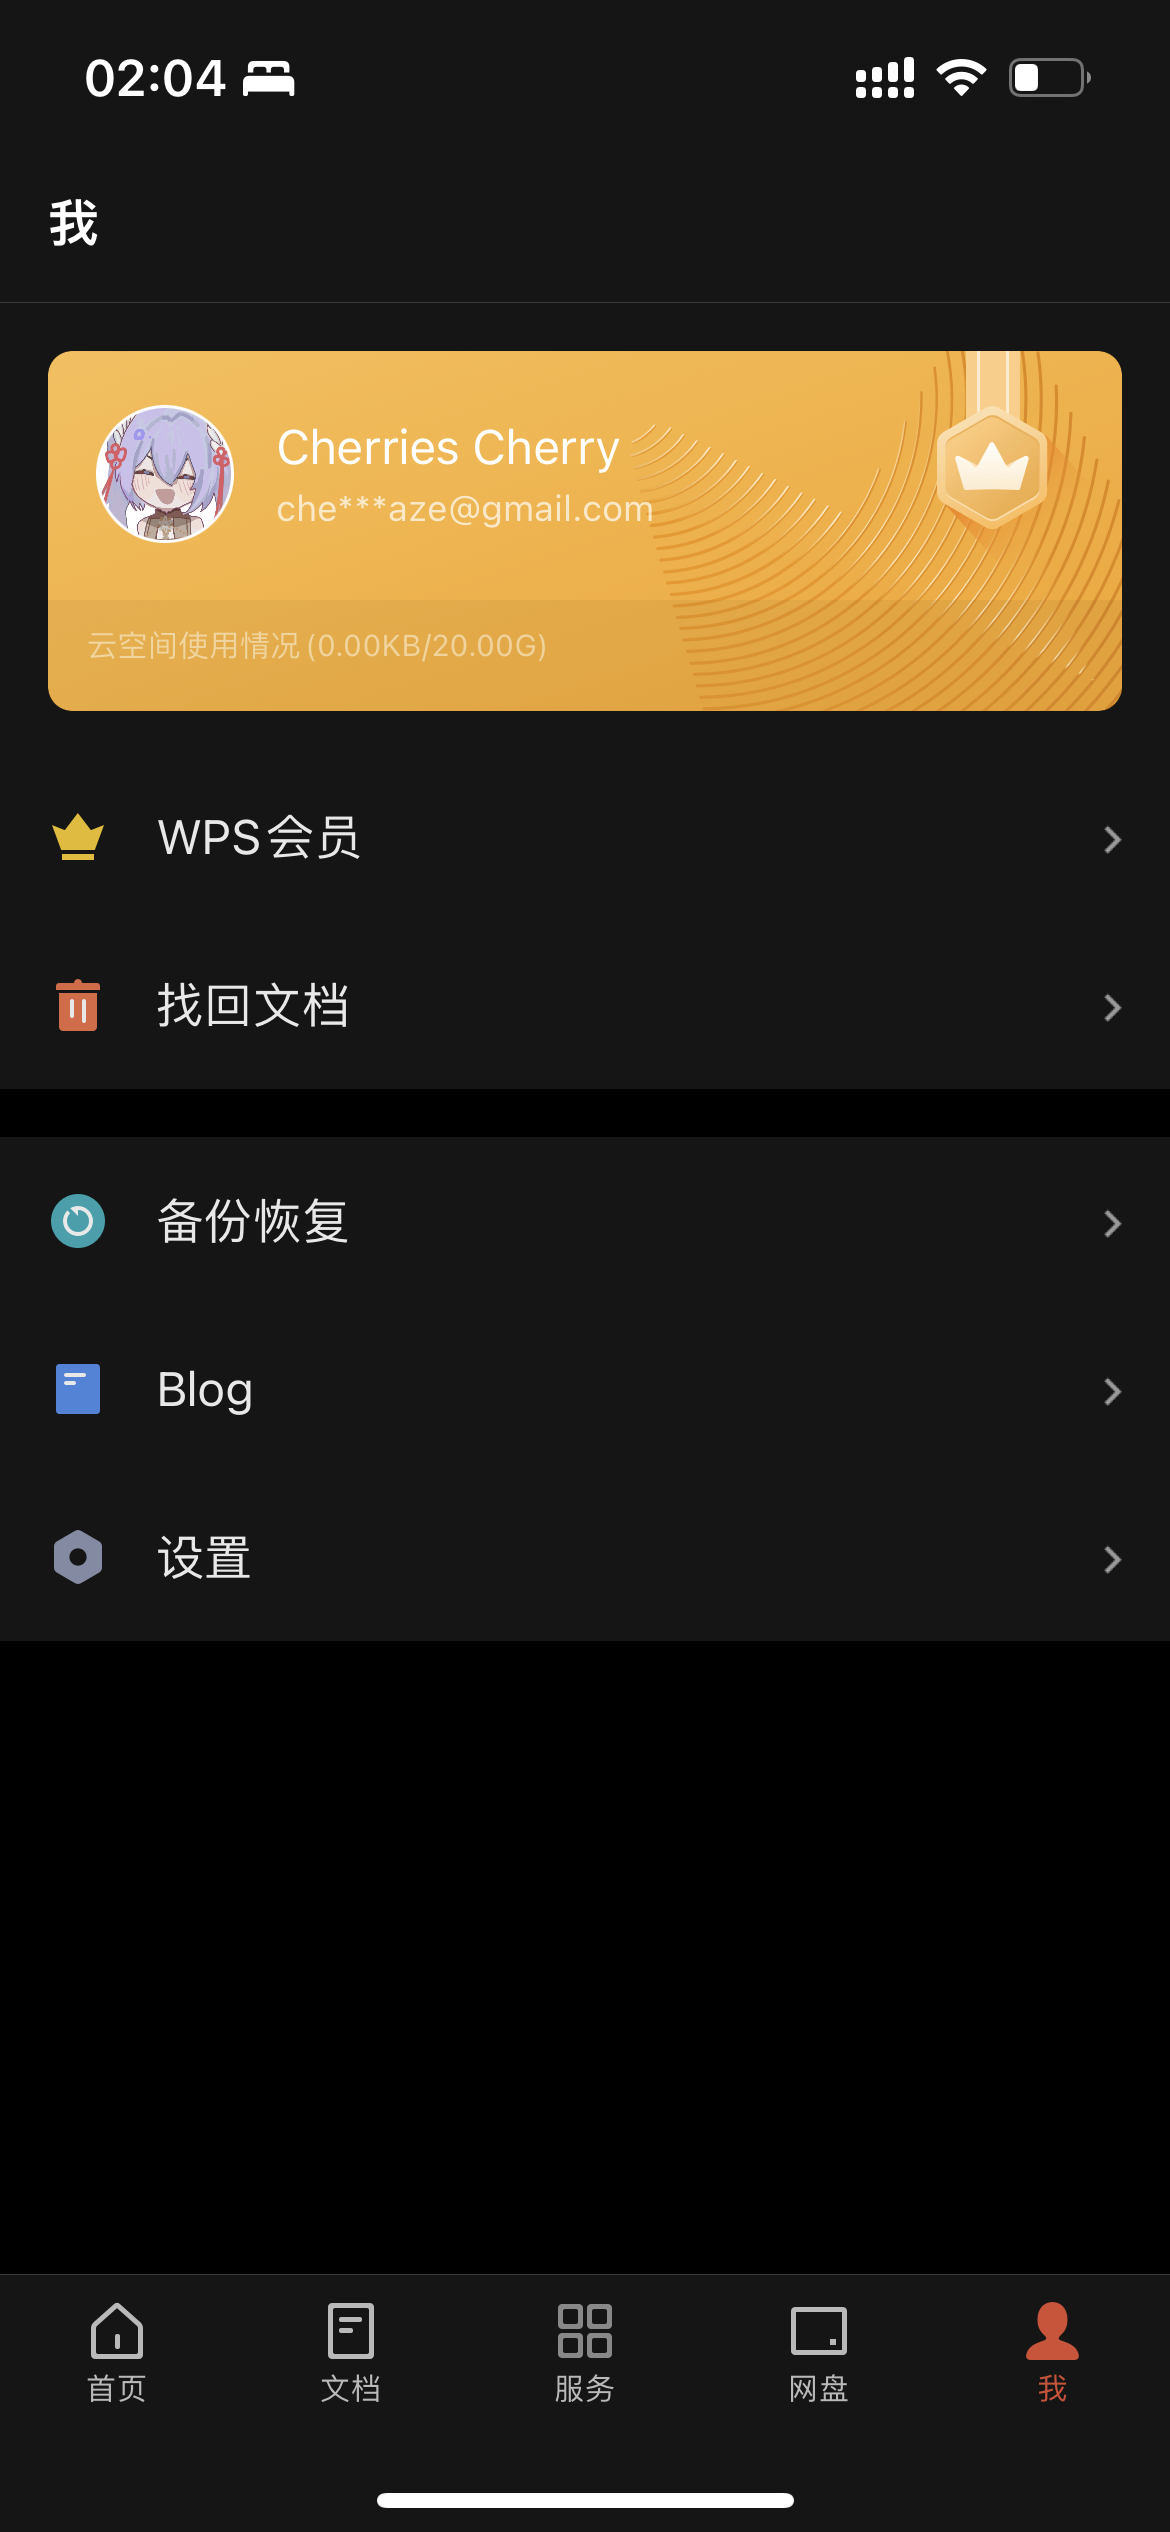 02:04
我
Cherries Cherry
che***aze@gmail.com
云空间使用情况 (0.00KB/20.00G)
WPS会员
找回文档
备份恢复
Blog
设置
首页
文档
服务
网盘
我